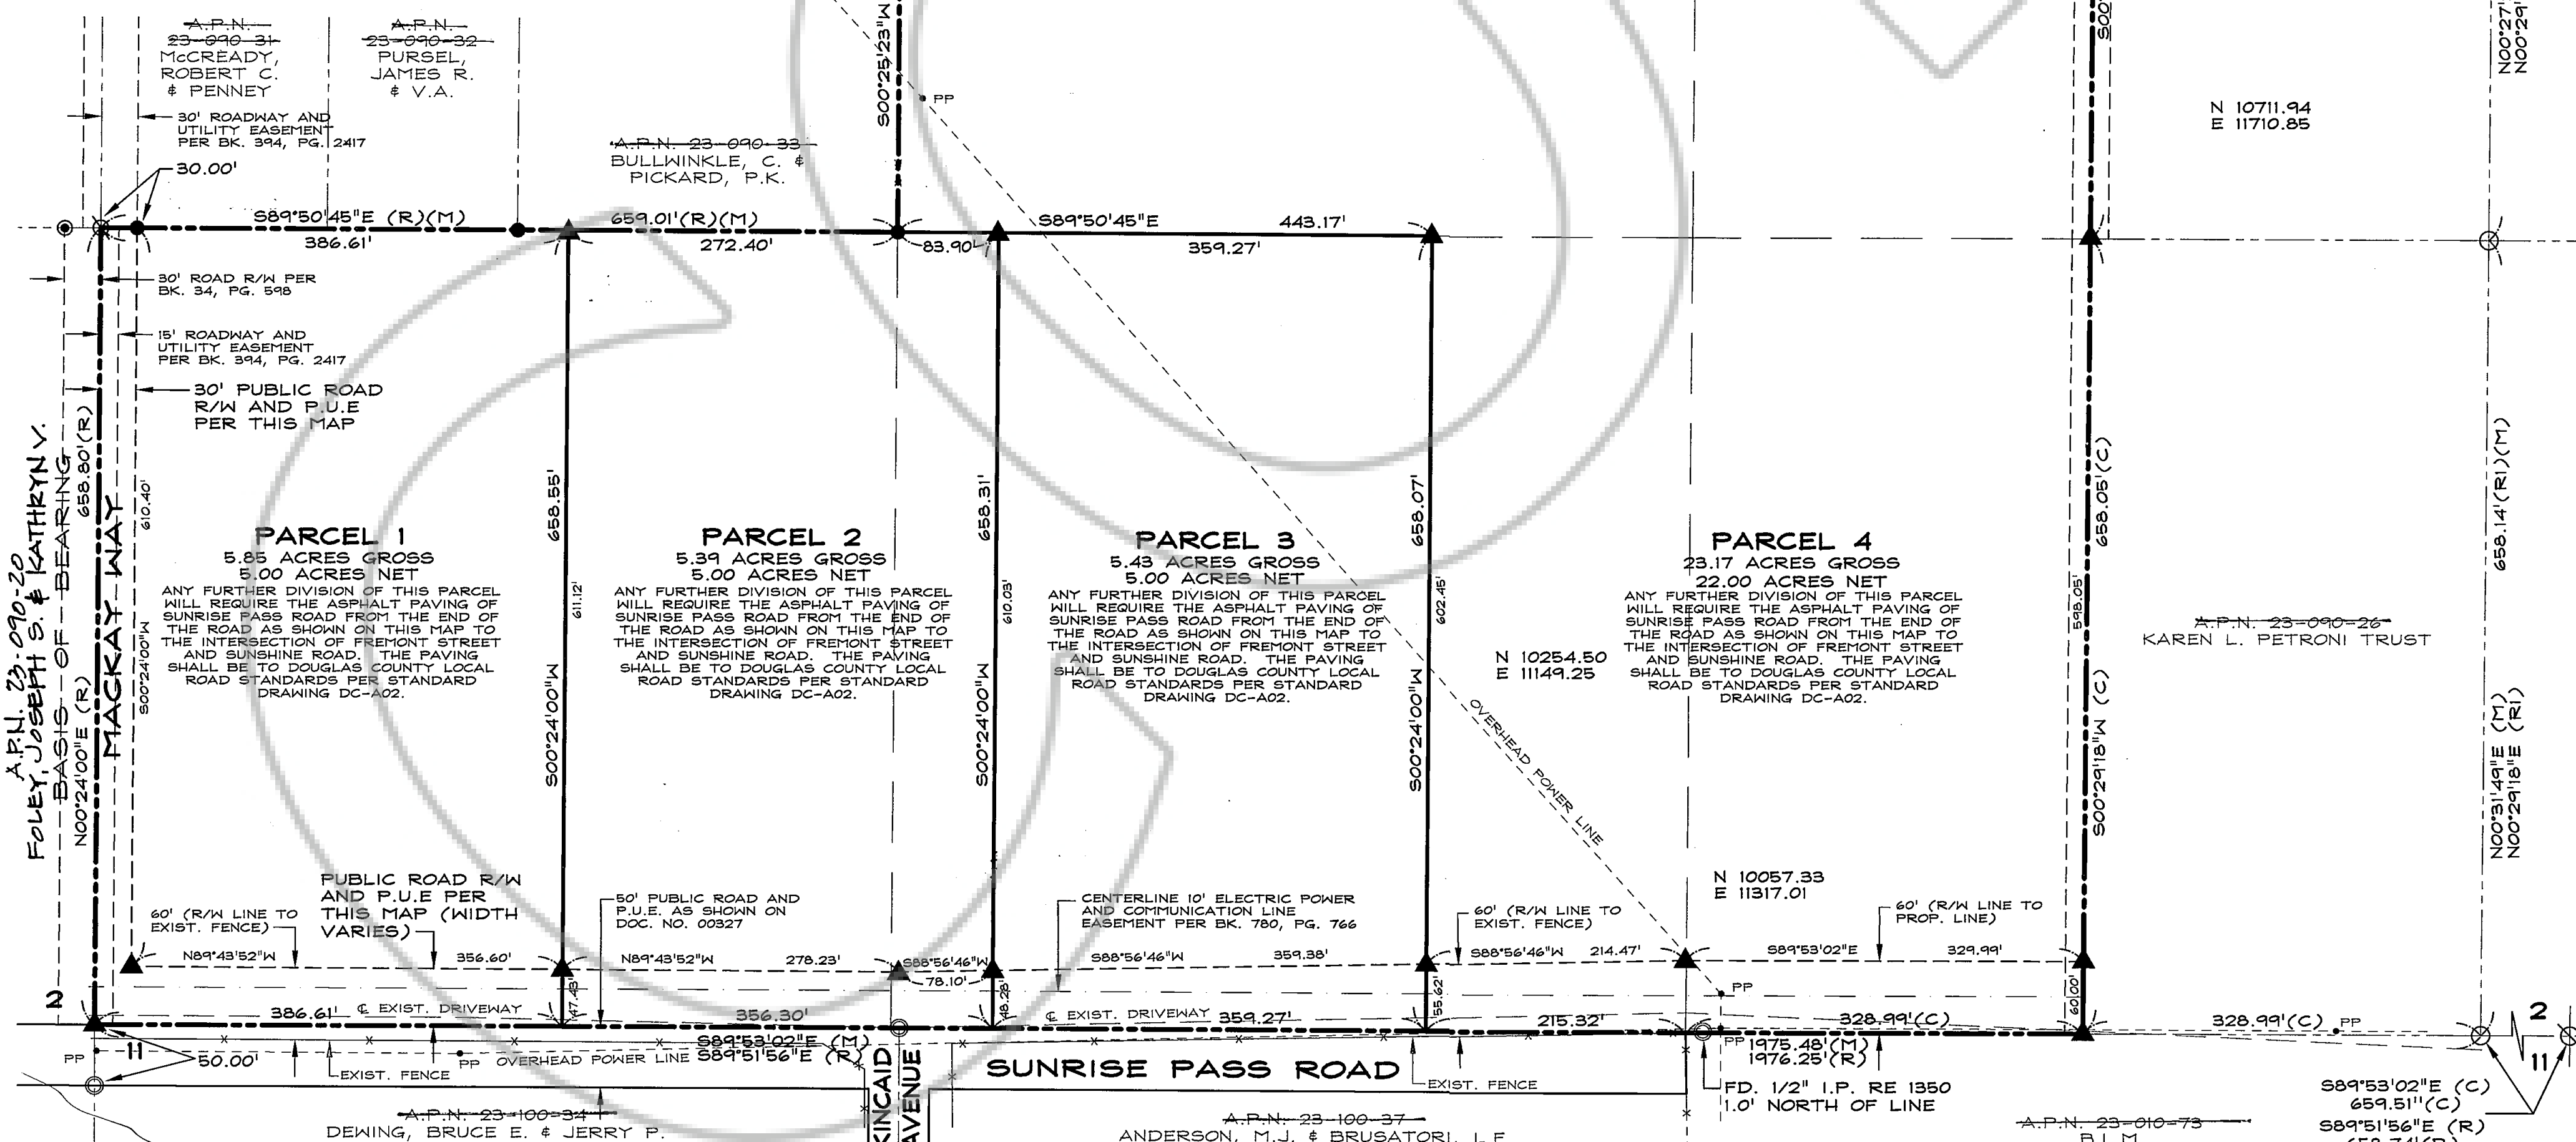 A.P.N.
23-090-31
McCREADY,
ROBERT C.
& PENNEY
A.P.N.
23-090-32
PURSEL,
JAMES R.
& V.A.
30' ROADWAY AND
UTILITY EASEMENT
PER BK. 394, PG. 2417
30.00'
A.P.N. 23-090-33
BULLWINKLE, C. &
PICKARD, P.K.
S00°25'23"W
PP
S00°
N00°27'
N00°29'
N 10711.94
E 11710.85
S89°50'45"E (R)(M)
386.61'
659.01'(R)(M)
272.40'
83.90'
S89°50'45"E
443.17'
359.27'
30' ROAD R/W PER
BK. 34, PG. 598
15' ROADWAY AND
UTILITY EASEMENT
PER BK. 394, PG. 2417
30' PUBLIC ROAD
R/W AND P.U.E
PER THIS MAP
A.P.N. 23-090-20
FOLEY, JOSEPH S. & KATHRYN V.
BASIS OF BEARING
N00°24'00"E (R)
658.80'(R)
MACKAY WAY
610.40'
S00°24'00"W
PARCEL 1
5.85 ACRES GROSS
5.00 ACRES NET
ANY FURTHER DIVISION OF THIS PARCEL
WILL REQUIRE THE ASPHALT PAVING OF
SUNRISE PASS ROAD FROM THE END OF
THE ROAD AS SHOWN ON THIS MAP TO
THE INTERSECTION OF FREMONT STREET
AND SUNSHINE ROAD. THE PAVING
SHALL BE TO DOUGLAS COUNTY LOCAL
ROAD STANDARDS PER STANDARD
DRAWING DC-A02.
658.55'
611.12'
S00°24'00"W
PARCEL 2
5.39 ACRES GROSS
5.00 ACRES NET
ANY FURTHER DIVISION OF THIS PARCEL
WILL REQUIRE THE ASPHALT PAVING OF
SUNRISE PASS ROAD FROM THE END OF
THE ROAD AS SHOWN ON THIS MAP TO
THE INTERSECTION OF FREMONT STREET
AND SUNSHINE ROAD. THE PAVING
SHALL BE TO DOUGLAS COUNTY LOCAL
ROAD STANDARDS PER STANDARD
DRAWING DC-A02.
658.31'
610.03'
S00°24'00"W
PARCEL 3
5.43 ACRES GROSS
5.00 ACRES NET
ANY FURTHER DIVISION OF THIS PARCEL
WILL REQUIRE THE ASPHALT PAVING OF
SUNRISE PASS ROAD FROM THE END OF
THE ROAD AS SHOWN ON THIS MAP TO
THE INTERSECTION OF FREMONT STREET
AND SUNSHINE ROAD. THE PAVING
SHALL BE TO DOUGLAS COUNTY LOCAL
ROAD STANDARDS PER STANDARD
DRAWING DC-A02.
658.07'
602.45'
S00°24'00"W
PARCEL 4
23.17 ACRES GROSS
22.00 ACRES NET
ANY FURTHER DIVISION OF THIS PARCEL
WILL REQUIRE THE ASPHALT PAVING OF
SUNRISE PASS ROAD FROM THE END OF
THE ROAD AS SHOWN ON THIS MAP TO
THE INTERSECTION OF FREMONT STREET
AND SUNSHINE ROAD. THE PAVING
SHALL BE TO DOUGLAS COUNTY LOCAL
ROAD STANDARDS PER STANDARD
DRAWING DC-A02.
N 10254.50
E 11149.25
OVERHEAD POWER LINE
N 10057.33
E 11317.01
658.05'(C)
598.05'
S00°29'18"W (C)
A.P.N. 23-090-26
KAREN L. PETRONI TRUST
658.14'(R1)(M)
N00°31'49"E (M)
N00°29'18"E (R1)
60' (R/W LINE TO
EXIST. FENCE)
PUBLIC ROAD R/W
AND P.U.E PER
THIS MAP (WIDTH
VARIES)
50' PUBLIC ROAD AND
P.U.E. AS SHOWN ON
DOC. NO. 00327
CENTERLINE 10' ELECTRIC POWER
AND COMMUNICATION LINE
EASEMENT PER BK. 780, PG. 766
60' (R/W LINE TO
EXIST. FENCE)
60' (R/W LINE TO
PROP. LINE)
N89°43'52"W
356.60'
N89°43'52"W
278.23'
S88°56'46"W
78.10'
S88°56'46"W
359.38'
S88°56'46"W
214.47'
S89°53'02"E
329.99'
47.43'
48.28'
55.62'
60.00'
PP
2
386.61'
℄ EXIST. DRIVEWAY
356.30'
℄ EXIST. DRIVEWAY
359.27'
215.32'
328.99'(C)
328.99'(C)
PP
2
11
PP
11
50.00'
PP
OVERHEAD POWER LINE
S89°53'02"E (M)
S89°51'56"E (R)
EXIST. FENCE
KINCAID
AVENUE
SUNRISE PASS ROAD
EXIST. FENCE
PP
1975.48'(M)
1976.25'(R)
FD. 1/2" I.P. RE 1350
1.0' NORTH OF LINE
S89°53'02"E (C)
659.51''(C)
S89°51'56"E (R)
A.P.N. 23-100-34
DEWING, BRUCE E. & JERRY P.
A.P.N. 23-100-37
ANDERSON, M.J. & BRUSATORI, L.E.
A.P.N. 23-010-73
B.L.M.